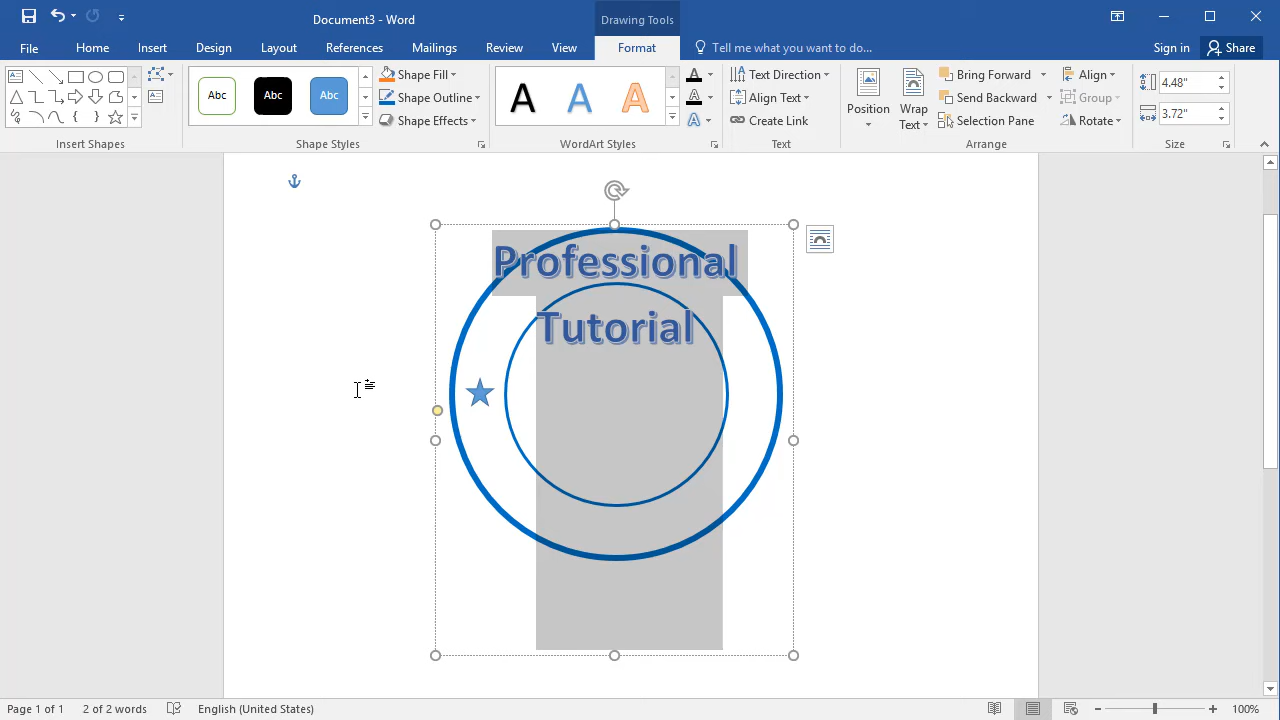 Document3 - Word
Drawing Tools
File
Home
Insert
Design
Layout
References
Mailings
Review
View
Format
Tell me what you want to do...
Sign in
Share
Abc
Abc
Abc
Shape Fill
Shape Outline
Shape Effects
A
A
A
A
A
A
Text Direction
Align Text
Create Link
Position
Wrap
Text
Bring Forward
Send Backward
Selection Pane
Align
Group
Rotate
4.48"
3.72"
Insert Shapes
Shape Styles
WordArt Styles
Text
Arrange
Size
Professional
Tutorial
Page 1 of 1
2 of 2 words
English (United States)
100%